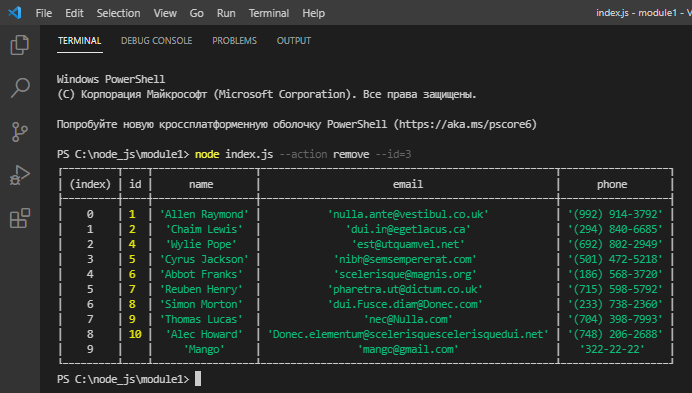 File Edit Selection View Go Run Terminal Help index.js - module1 - V
TERMINAL DEBUG CONSOLE PROBLEMS OUTPUT
Windows PowerShell
(C) Корпорация Майкрософт (Microsoft Corporation). Все права защищены.
Попробуйте новую кроссплатформенную оболочку PowerShell (https://aka.ms/pscore6)
PS C:\node_js\module1> node index.js --action remove --id=3
(index) id name email phone
0 1 'Allen Raymond' 'nulla.ante@vestibul.co.uk' '(992) 914-3792'
1 2 'Chaim Lewis' 'dui.in@egetlacus.ca' '(294) 840-6685'
2 4 'Wylie Pope' 'est@utquamvel.net' '(692) 802-2949'
3 5 'Cyrus Jackson' 'nibh@semsempererat.com' '(501) 472-5218'
4 6 'Abbot Franks' 'scelerisque@magnis.org' '(186) 568-3720'
5 7 'Reuben Henry' 'pharetra.ut@dictum.co.uk' '(715) 598-5792'
6 8 'Simon Morton' 'dui.Fusce.diam@Donec.com' '(233) 738-2360'
7 9 'Thomas Lucas' 'nec@Nulla.com' '(704) 398-7993'
8 10 'Alec Howard' 'Donec.elementum@scelerisquescelerisquedui.net' '(748) 206-2688'
9 'Mango' 'mango@gmail.com' '322-22-22'
PS C:\node_js\module1>